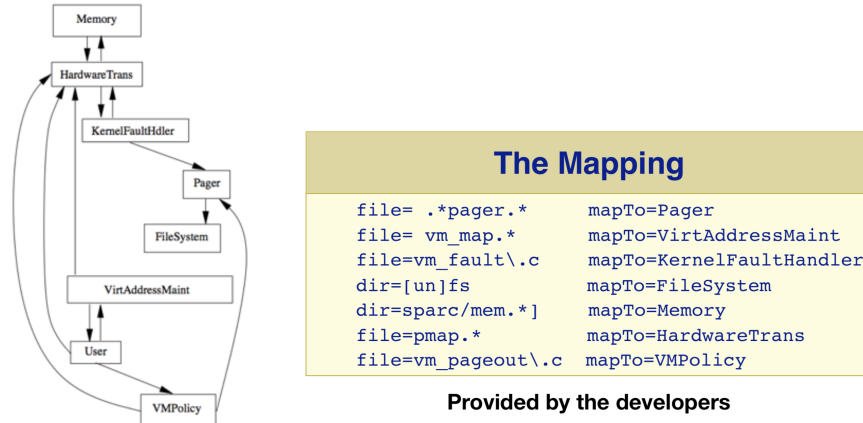 Memory
HardwareTrans
KernelFaultHdler
Pager
FileSystem
VirtAddressMaint
User
VMPolicy
The Mapping
file= .*pager.* mapTo=Pager
file= vm_map.* mapTo=VirtAddressMaint
file=vm_fault\.c mapTo=KernelFaultHandler
dir=[un]fs mapTo=FileSystem
dir=sparc/mem.*] mapTo=Memory
file=pmap.* mapTo=HardwareTrans
file=vm_pageout\.c mapTo=VMPolicy
Provided by the developers